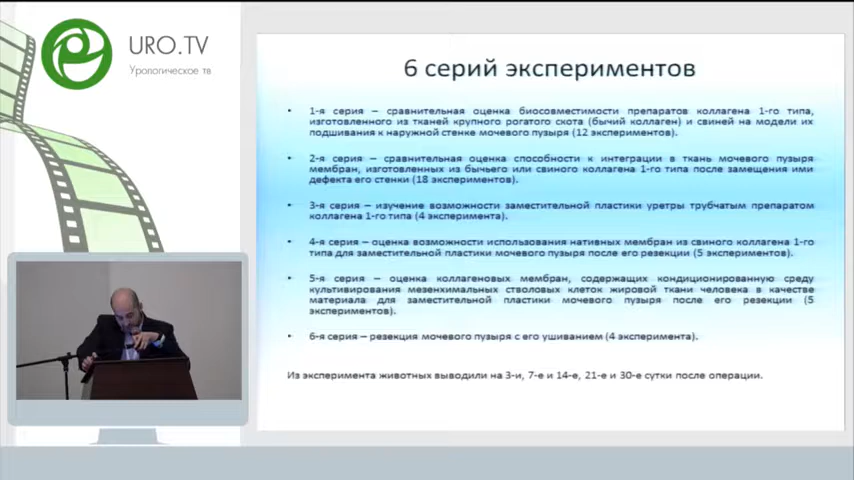 URO.TV
Урологическое тв
6 серий экспериментов
• 1-я серия – сравнительная оценка биосовместимости препаратов коллагена 1-го типа,
изготовленного из тканей крупного рогатого скота (бычий коллаген) и свиней на модели их
подшивания к наружной стенке мочевого пузыря (12 экспериментов).
• 2-я серия – сравнительная оценка способности к интеграции в ткань мочевого пузыря
мембран, изготовленных из бычьего или свиного коллагена 1-го типа после замещения ими
дефекта его стенки (18 экспериментов).
• 3-я серия – изучение возможности заместительной пластики уретры трубчатым препаратом
коллагена 1-го типа (4 эксперимента).
• 4-я серия – оценка возможности использования нативных мембран из свиного коллагена 1-го
типа для заместительной пластики мочевого пузыря после его резекции (5 экспериментов).
• 5-я серия – оценка коллагеновых мембран, содержащих кондиционированную среду
культивирования мезенхимальных стволовых клеток жировой ткани человека в качестве
материала для заместительной пластики мочевого пузыря после его резекции (5
экспериментов).
• 6-я серия – резекция мочевого пузыря с его ушиванием (4 эксперимента).
Из эксперимента животных выводили на 3-и, 7-е и 14-е, 21-е и 30-е сутки после операции.